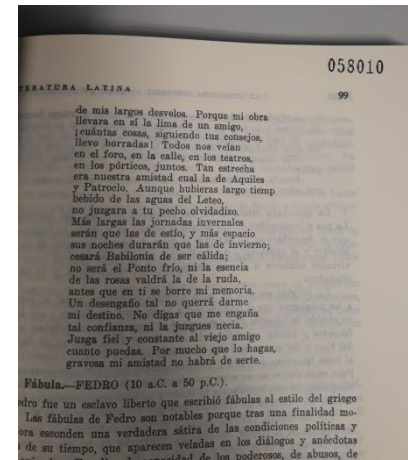 058010
TERATURA LATINA 99
de mis largos desvelos. Porque mi obra
llevara en sí la lima de un amigo,
¡cuántas cosas, siguiendo tus consejos,
llevo borradas! Todos nos veían
en el foro, en la calle, en los teatros,
en los pórticos, juntos. Tan estrecha
era nuestra amistad cual la de Aquiles
y Patroclo. Aunque hubieras largo tiemp
bebido de las aguas del Leteo,
no juzgara a tu pecho olvidadizo.
Más largas las jornadas invernales
serán que las de estío, y más espacio
sus noches durarán que las de invierno;
cesará Babilonia de ser cálida;
no será el Ponto frío, ni la esencia
de las rosas valdrá la de la ruda,
antes que en ti se borre mi memoria.
Un desengaño tal no querrá darme
mi destino. No digas que me engaña
tal confianza, ni la juzgues necia.
Juzga fiel y constante al viejo amigo
cuanto puedas. Por mucho que lo hagas,
gravosa mi amistad no habrá de serte.
Fábula.—FEDRO (10 a.C. a 50 p.C.).
edro fue un esclavo liberto que escribió fábulas al estilo del griego
Las fábulas de Fedro son notables porque tras una finalidad mo-
ora esconden una verdadera sátira de las condiciones políticas y
de su tiempo, que aparecen veladas en los diálogos y anécdotas
de los poderosos, de abusos, de